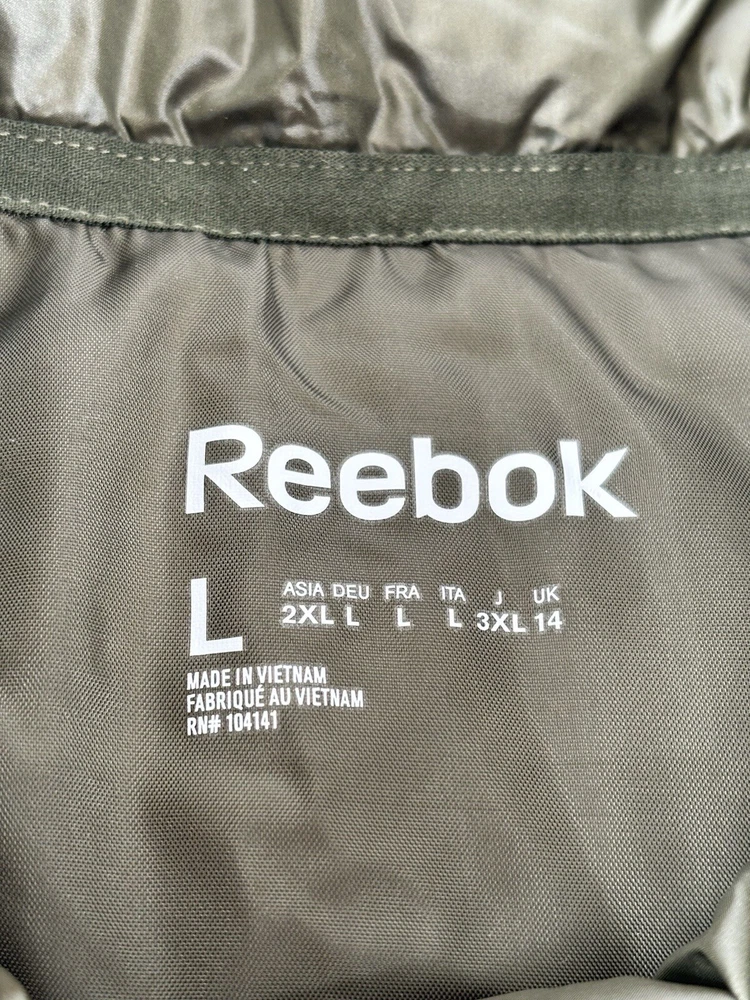 Reebok
L
ASIA DEU FRA ITA J UK
2XL L L L 3XL 14
MADE IN VIETNAM
FABRIQUÉ AU VIETNAM
RN# 104141